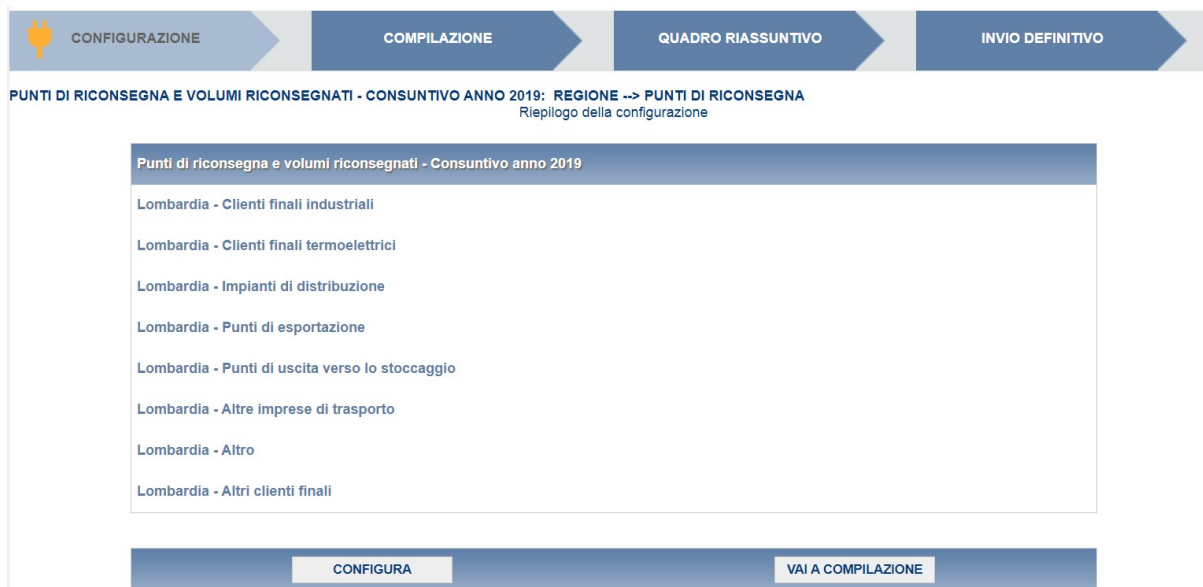 CONFIGURAZIONE
COMPILAZIONE
QUADRO RIASSUNTIVO
INVIO DEFINITIVO
PUNTI DI RICONSEGNA E VOLUMI RICONSEGNATI - CONSUNTIVO ANNO 2019: REGIONE --> PUNTI DI RICONSEGNA
Riepilogo della configurazione
Punti di riconsegna e volumi riconsegnati - Consuntivo anno 2019
Lombardia - Clienti finali industriali
Lombardia - Clienti finali termoelettrici
Lombardia - Impianti di distribuzione
Lombardia - Punti di esportazione
Lombardia - Punti di uscita verso lo stoccaggio
Lombardia - Altre imprese di trasporto
Lombardia - Altro
Lombardia - Altri clienti finali
CONFIGURA
VAI A COMPILAZIONE